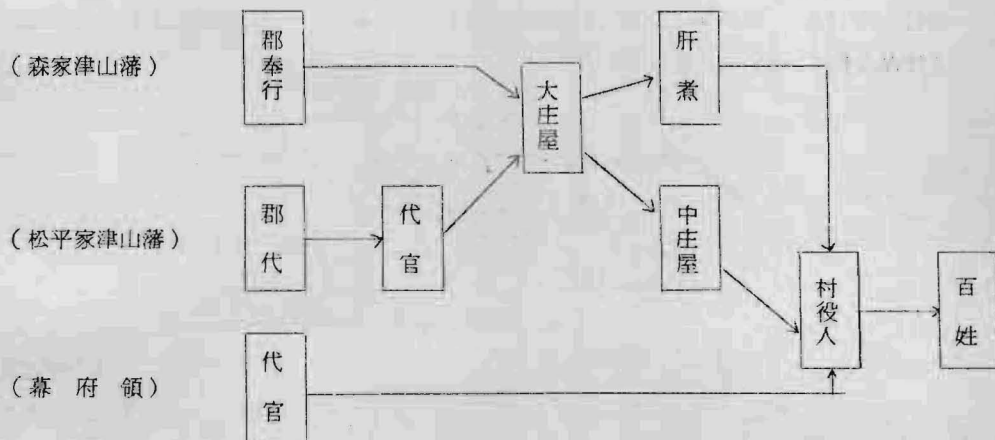 （森家津山藩）
郡奉行
大庄屋
肝煮
（松平家津山藩）
郡代
代官
中庄屋
村役人
百姓
（幕府領）
代官